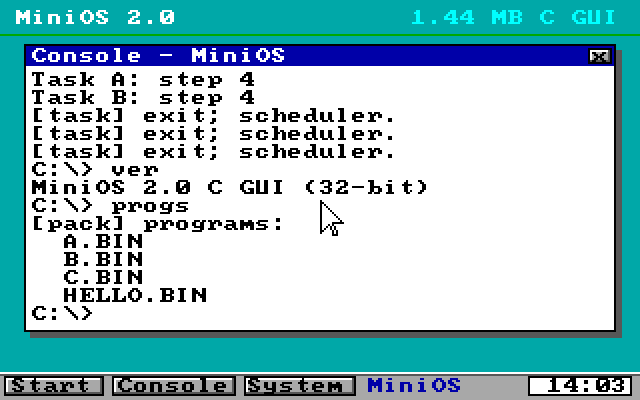 MiniOS 2.0
1.44 MB C GUI
Console - MiniOS
Task A: step 4
Task B: step 4
[task] exit; scheduler.
[task] exit; scheduler.
[task] exit; scheduler.
C:\> ver
MiniOS 2.0 C GUI (32-bit)
C:\> progs
[pack] programs:
A.BIN
B.BIN
C.BIN
HELLO.BIN
C:\>
Start
Console
System
MiniOS
14:03